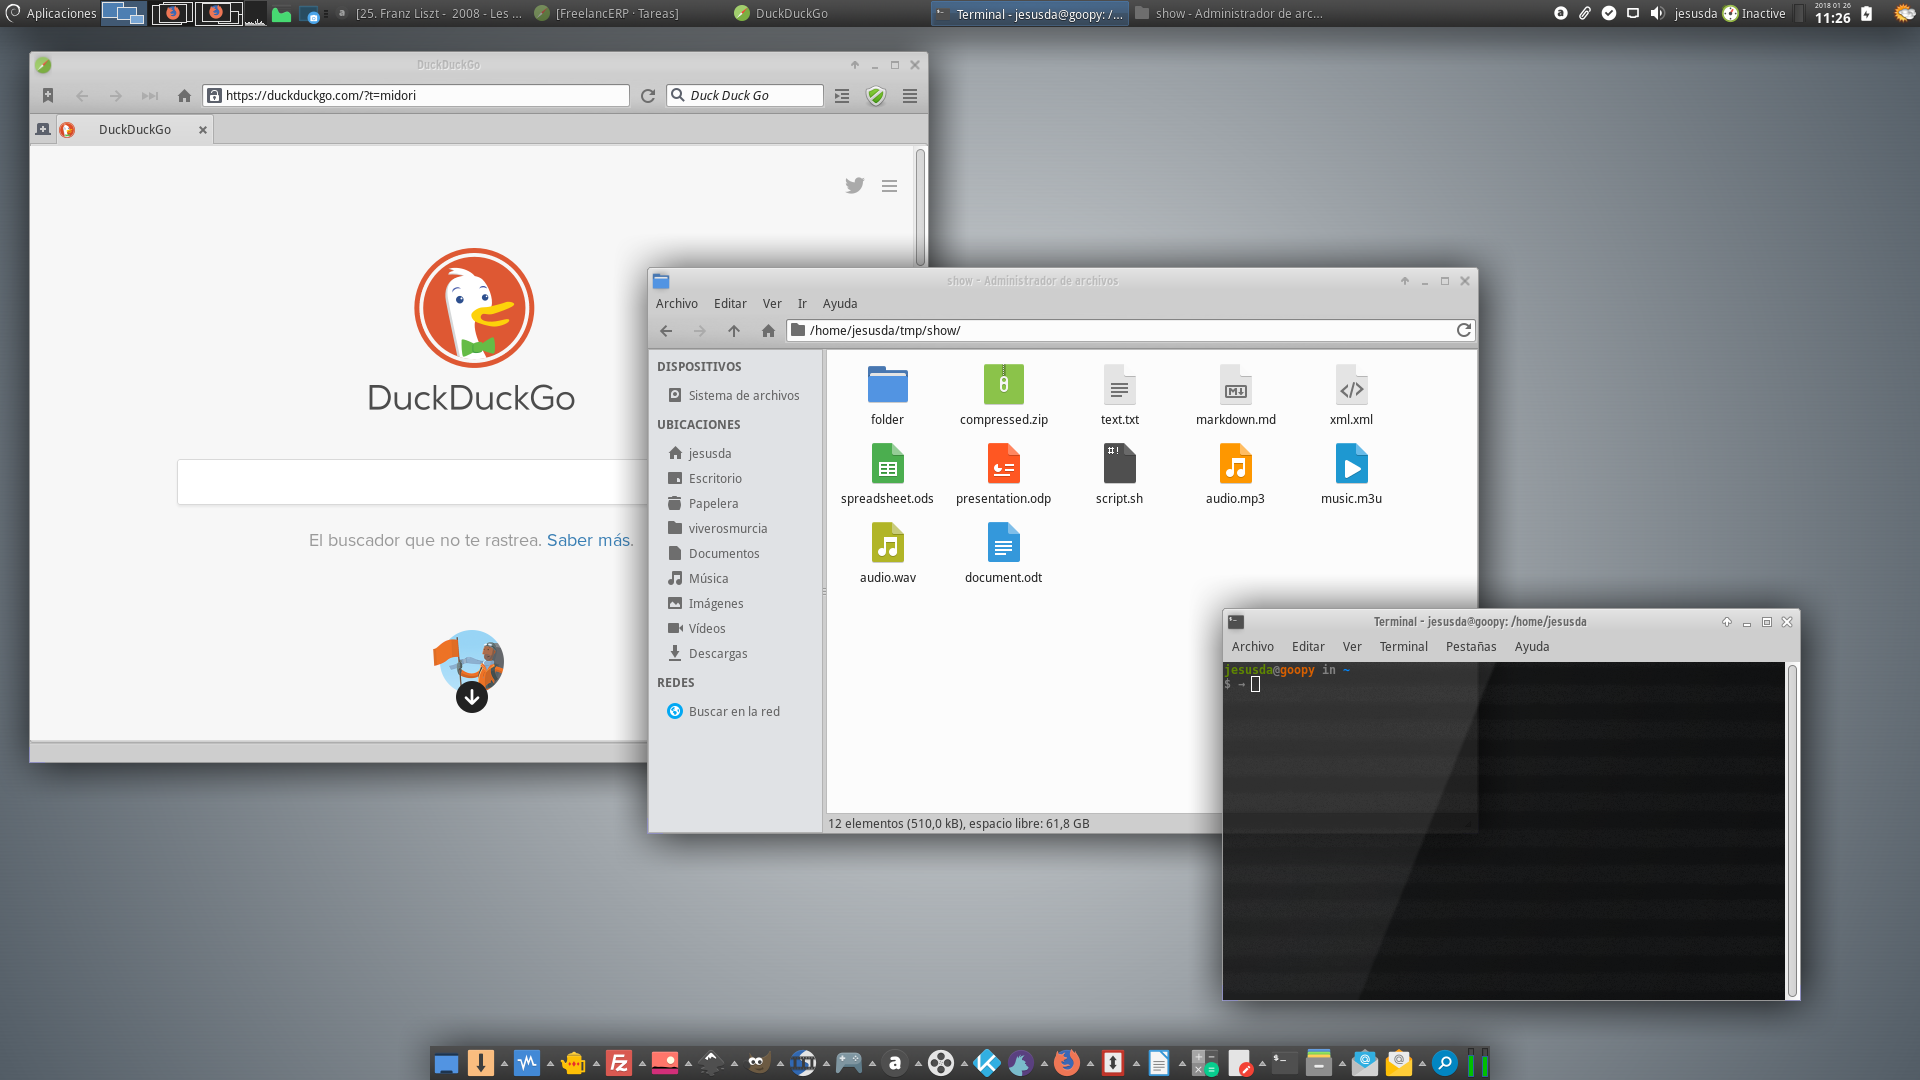 Aplicaciones
[25. Franz Liszt - 2008 - Les ...
[FreelancERP · Tareas]
DuckDuckGo
Terminal - jesusda@goopy: /...
show - Administrador de arc...
jesusda
Inactive
2018 01 26
11:26
DuckDuckGo
https://duckduckgo.com/?t=midori
Duck Duck Go
DuckDuckGo
DuckDuckGo
El buscador que no te rastrea. Saber más.
show - Administrador de archivos
Archivo Editar Ver Ir Ayuda
/home/jesusda/tmp/show/
DISPOSITIVOS
Sistema de archivos
UBICACIONES
jesusda
Escritorio
Papelera
viverosmurcia
Documentos
Música
Imágenes
Vídeos
Descargas
REDES
Buscar en la red
folder compressed.zip text.txt markdown.md xml.xml
spreadsheet.ods presentation.odp script.sh audio.mp3 music.m3u
audio.wav document.odt
12 elementos (510,0 kB), espacio libre: 61,8 GB
Terminal - jesusda@goopy: /home/jesusda
Archivo Editar Ver Terminal Pestañas Ayuda
jesusda@goopy in ~
$ →